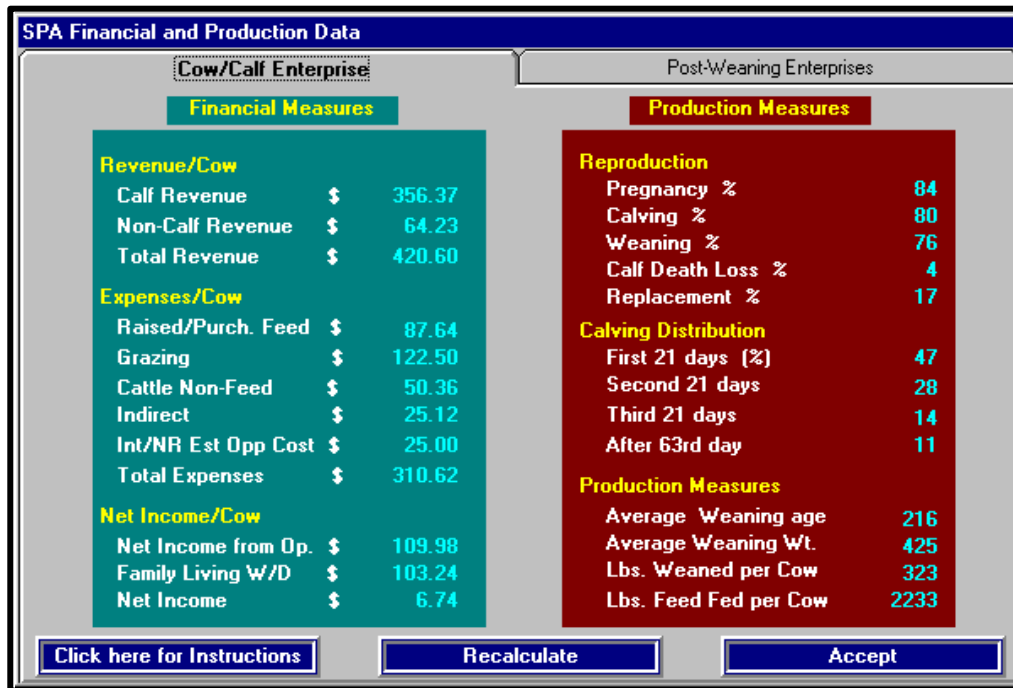 SPA Financial and Production Data
Cow/Calf Enterprise
Post-Weaning Enterprises
Financial Measures
Revenue/Cow
Calf Revenue $ 356.37
Non-Calf Revenue $ 64.23
Total Revenue $ 420.60
Expenses/Cow
Raised/Purch. Feed $ 87.64
Grazing $ 122.50
Cattle Non-Feed $ 50.36
Indirect $ 25.12
Int/NR Est Opp Cost $ 25.00
Total Expenses $ 310.62
Net Income/Cow
Net Income from Op. $ 109.98
Family Living W/D $ 103.24
Net Income $ 6.74
Production Measures
Reproduction
Pregnancy % 84
Calving % 80
Weaning % 76
Calf Death Loss % 4
Replacement % 17
Calving Distribution
First 21 days (%) 47
Second 21 days 28
Third 21 days 14
After 63rd day 11
Production Measures
Average Weaning age 216
Average Weaning Wt. 425
Lbs. Weaned per Cow 323
Lbs. Feed Fed per Cow 2233
Click here for Instructions
Recalculate
Accept